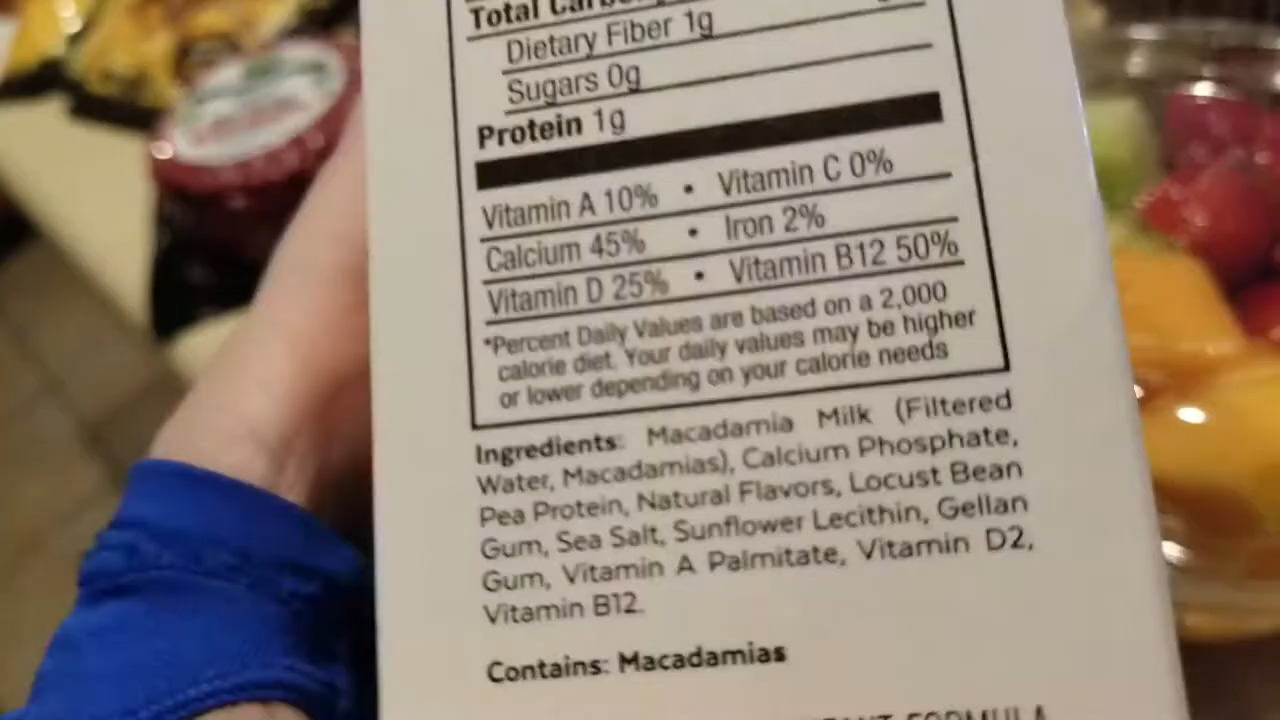 Total
Dietary Fiber 1g
Sugars 0g
Protein 1g
Vitamin A 10% • Vitamin C 0%
Calcium 45% • Iron 2%
Vitamin D 25% • Vitamin B12 50%
*Percent Daily Values are based on a 2,000
calorie diet. Your daily values may be higher
or lower depending on your calorie needs
Ingredients: Macadamia Milk (Filtered
Water, Macadamias), Calcium Phosphate,
Pea Protein, Natural Flavors, Locust Bean
Gum, Sea Salt, Sunflower Lecithin, Gellan
Gum, Vitamin A Palmitate, Vitamin D2,
Vitamin B12.
Contains: Macadamias
FORMULA